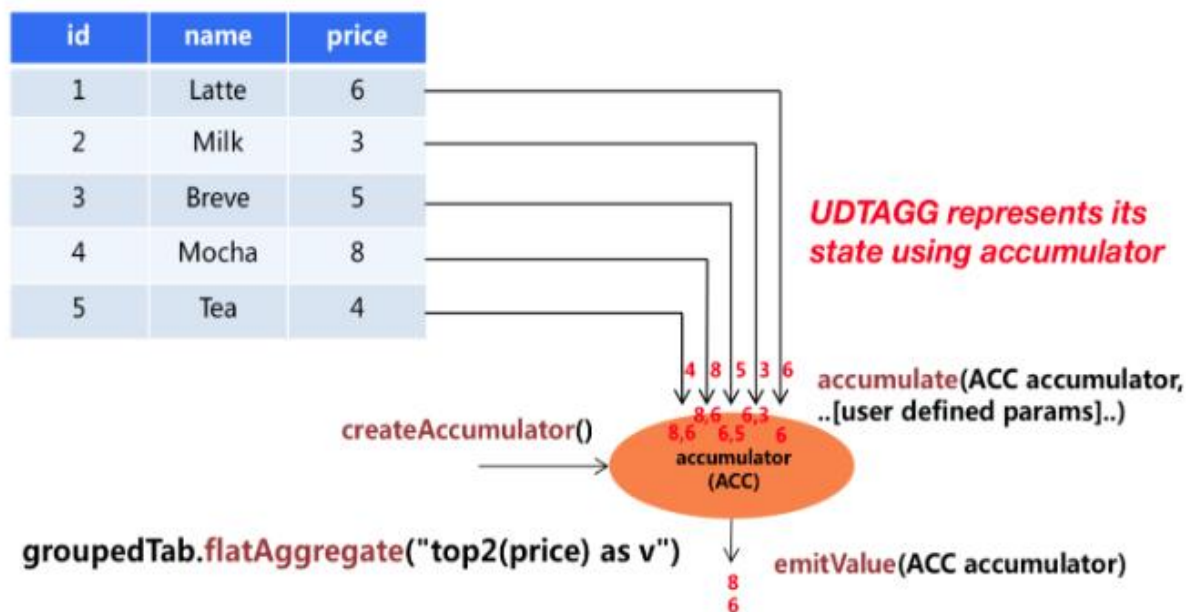 id name price
1 Latte 6
2 Milk 3
3 Breve 5
4 Mocha 8
5 Tea 4
UDTAGG represents its
state using accumulator
4 8 5 3 6
accumulate(ACC accumulator,
..[user defined params]..)
createAccumulator()
8,6 6,3
8,6 6,5 6
accumulator
(ACC)
groupedTab.flatAggregate("top2(price) as v")
emitValue(ACC accumulator)
8
6